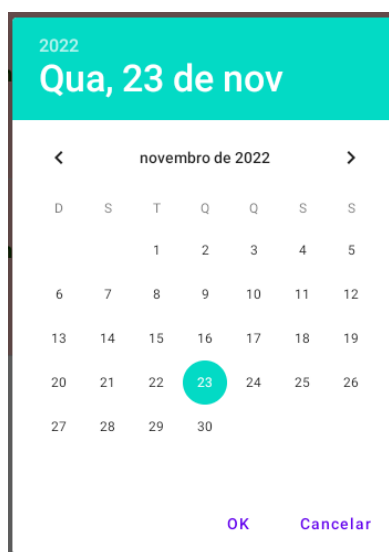 2022
Qua, 23 de nov
novembro de 2022
D S T Q Q S S
1 2 3 4 5
6 7 8 9 10 11 12
13 14 15 16 17 18 19
20 21 22 23 24 25 26
27 28 29 30
OK Cancelar